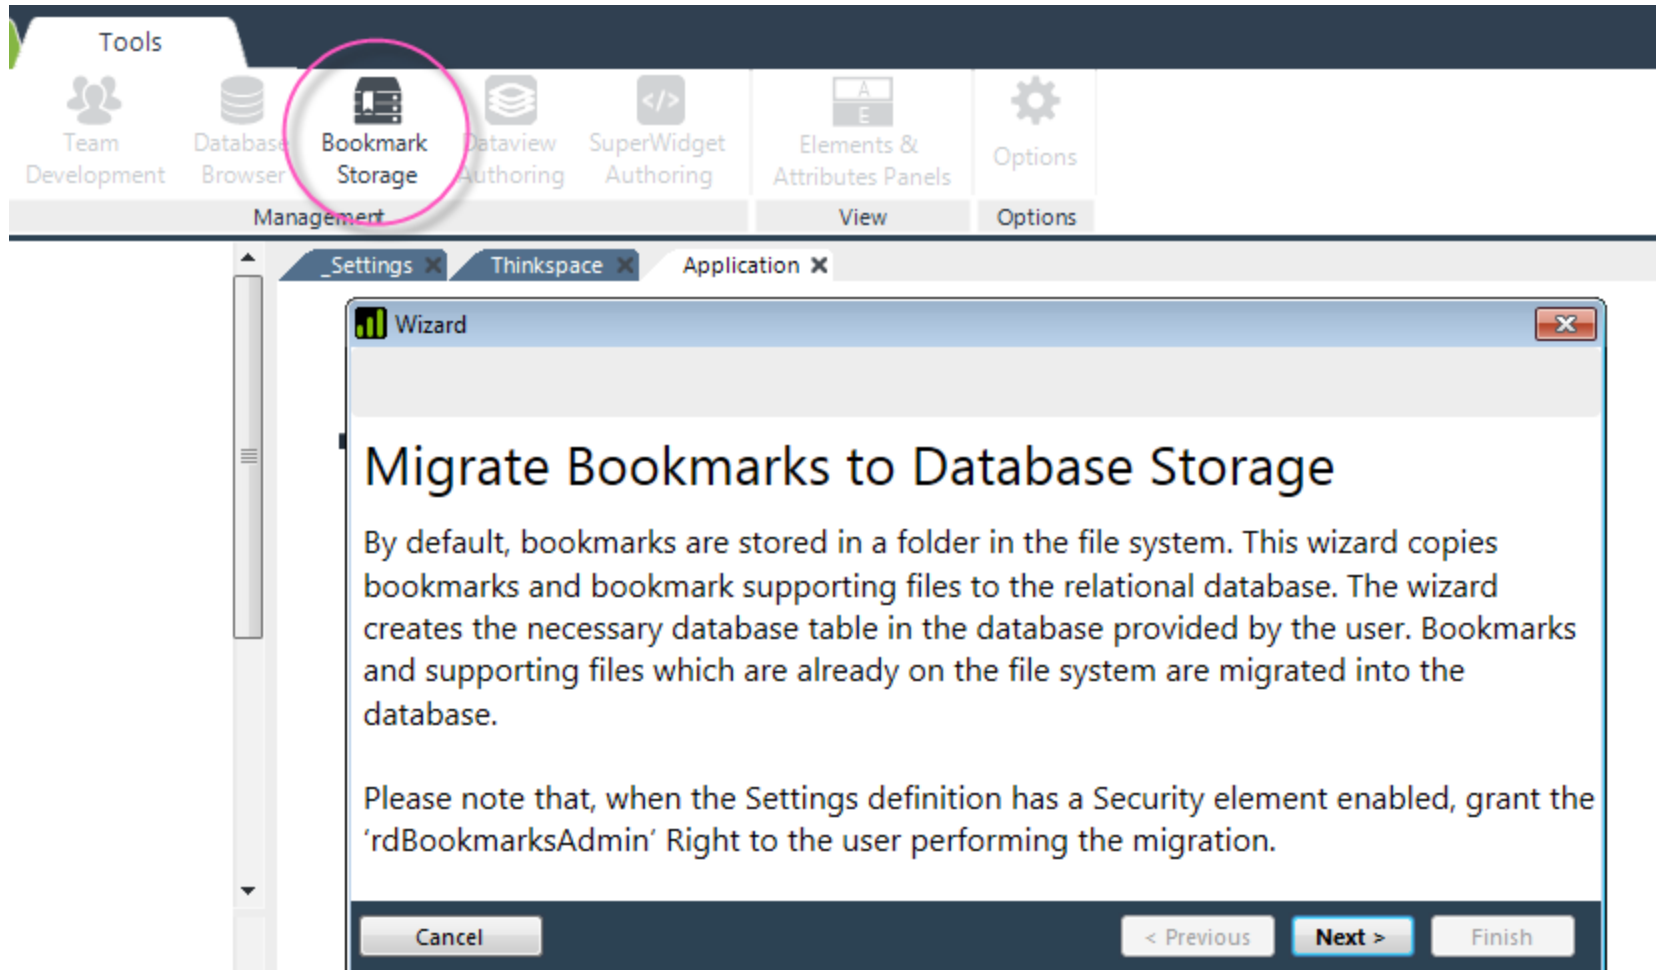 Tools
Team
Development
Database
Browser
Bookmark
Storage
Dataview
Authoring
</>
SuperWidget
Authoring
A
E
Elements &
Attributes Panels
Options
Management
View
Options
_Settings
Thinkspace
Application
Wizard
Migrate Bookmarks to Database Storage
By default, bookmarks are stored in a folder in the file system. This wizard copies
bookmarks and bookmark supporting files to the relational database. The wizard
creates the necessary database table in the database provided by the user. Bookmarks
and supporting files which are already on the file system are migrated into the
database.
Please note that, when the Settings definition has a Security element enabled, grant the
‘rdBookmarksAdmin’ Right to the user performing the migration.
Cancel
< Previous
Next >
Finish